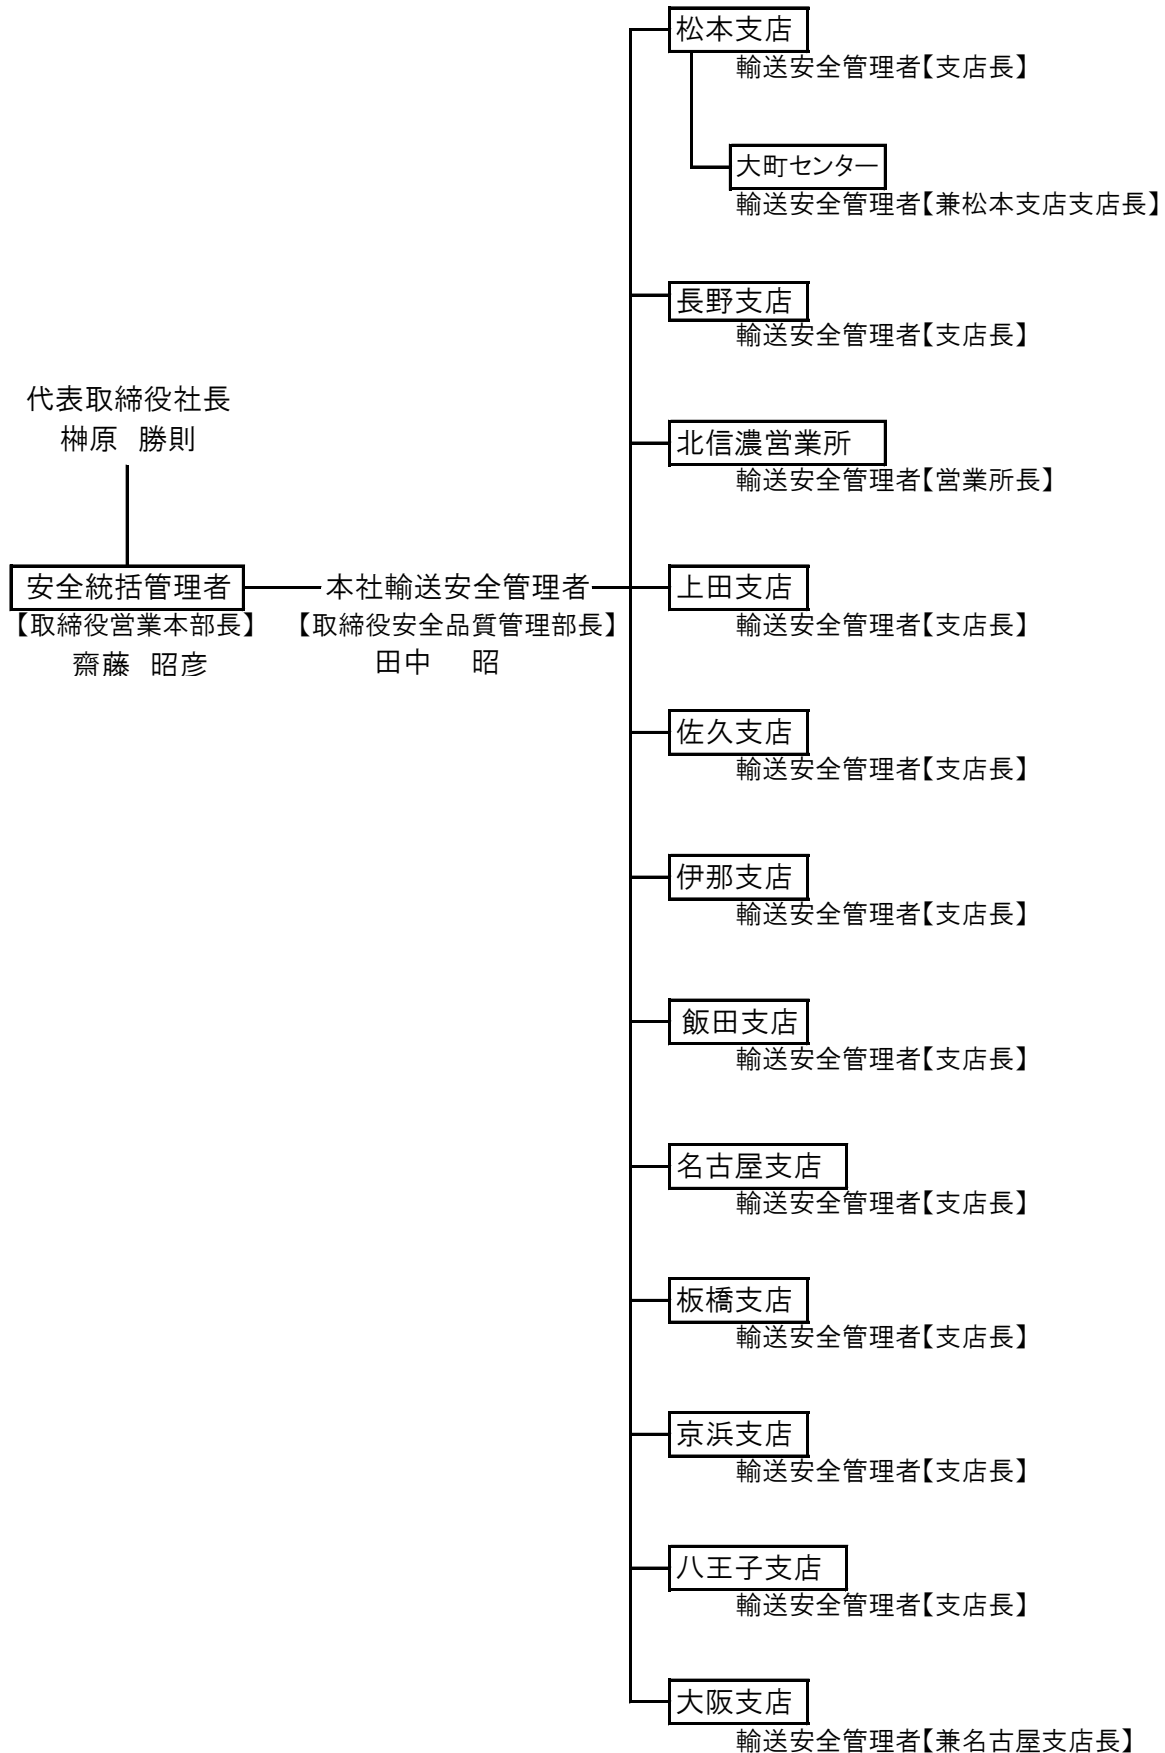 代表取締役社長
榊原 勝則
安全統括管理者
【取締役営業本部長】
齋藤 昭彦
本社輸送安全管理者
【取締役安全品質管理部長】
田中 昭
松本支店
輸送安全管理者【支店長】
大町センター
輸送安全管理者【兼松本支店支店長】
長野支店
輸送安全管理者【支店長】
北信濃営業所
輸送安全管理者【営業所長】
上田支店
輸送安全管理者【支店長】
佐久支店
輸送安全管理者【支店長】
伊那支店
輸送安全管理者【支店長】
飯田支店
輸送安全管理者【支店長】
名古屋支店
輸送安全管理者【支店長】
板橋支店
輸送安全管理者【支店長】
京浜支店
輸送安全管理者【支店長】
八王子支店
輸送安全管理者【支店長】
大阪支店
輸送安全管理者【兼名古屋支店長】